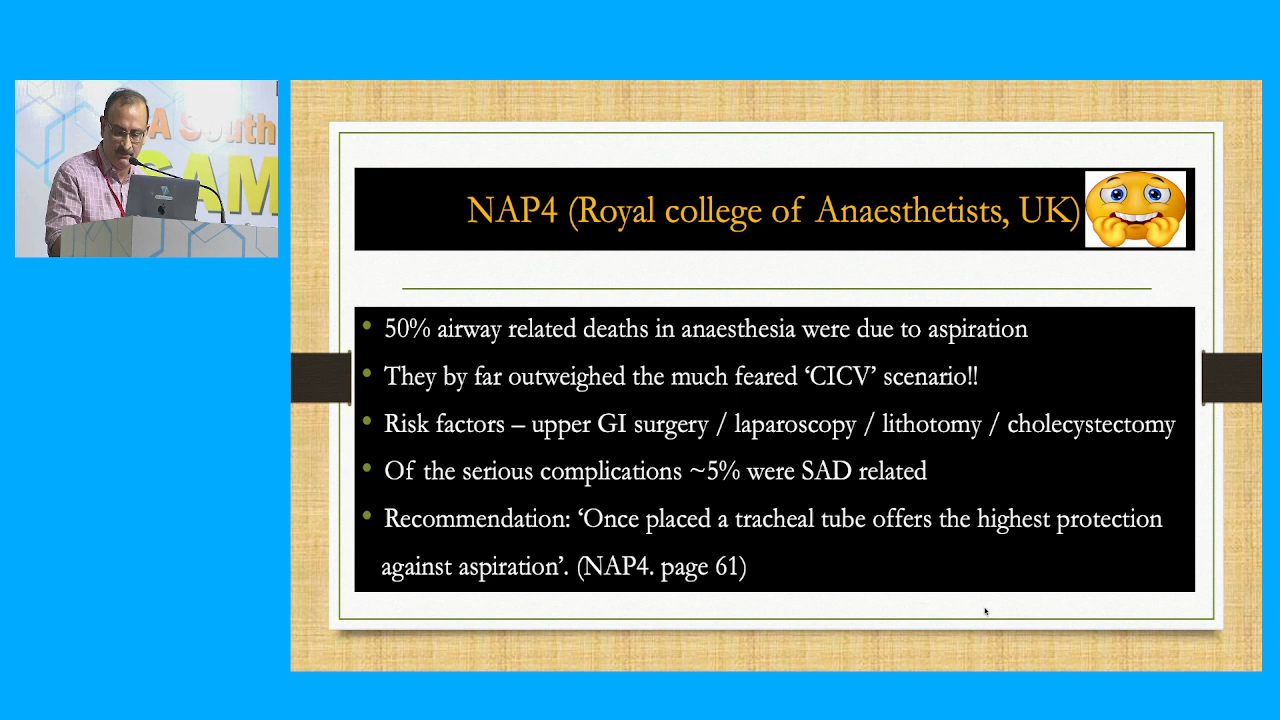 A South
SAM
NAP4 (Royal college of Anaesthetists, UK)
• 50% airway related deaths in anaesthesia were due to aspiration
• They by far outweighed the much feared ‘CICV’ scenario!!
• Risk factors – upper GI surgery / laparoscopy / lithotomy / cholecystectomy
• Of the serious complications ~5% were SAD related
• Recommendation: ‘Once placed a tracheal tube offers the highest protection
against aspiration’. (NAP4. page 61)